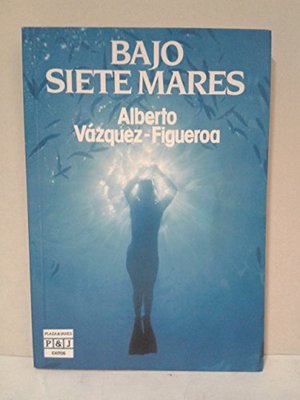 BAJO
SIETE MARES
Alberto
Vázquez-Figueroa
PLAZA & JANES
P&J
EXITOS